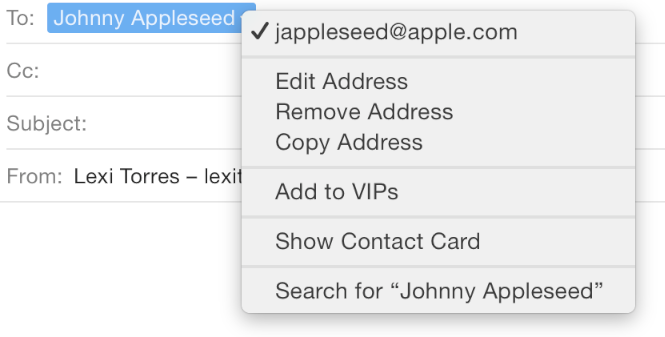 To: Johnny Appleseed
✓ jappleseed@apple.com
Edit Address
Cc:
Remove Address
Copy Address
Subject:
From: Lexi Torres – lexit
Add to VIPs
Show Contact Card
Search for “Johnny Appleseed”